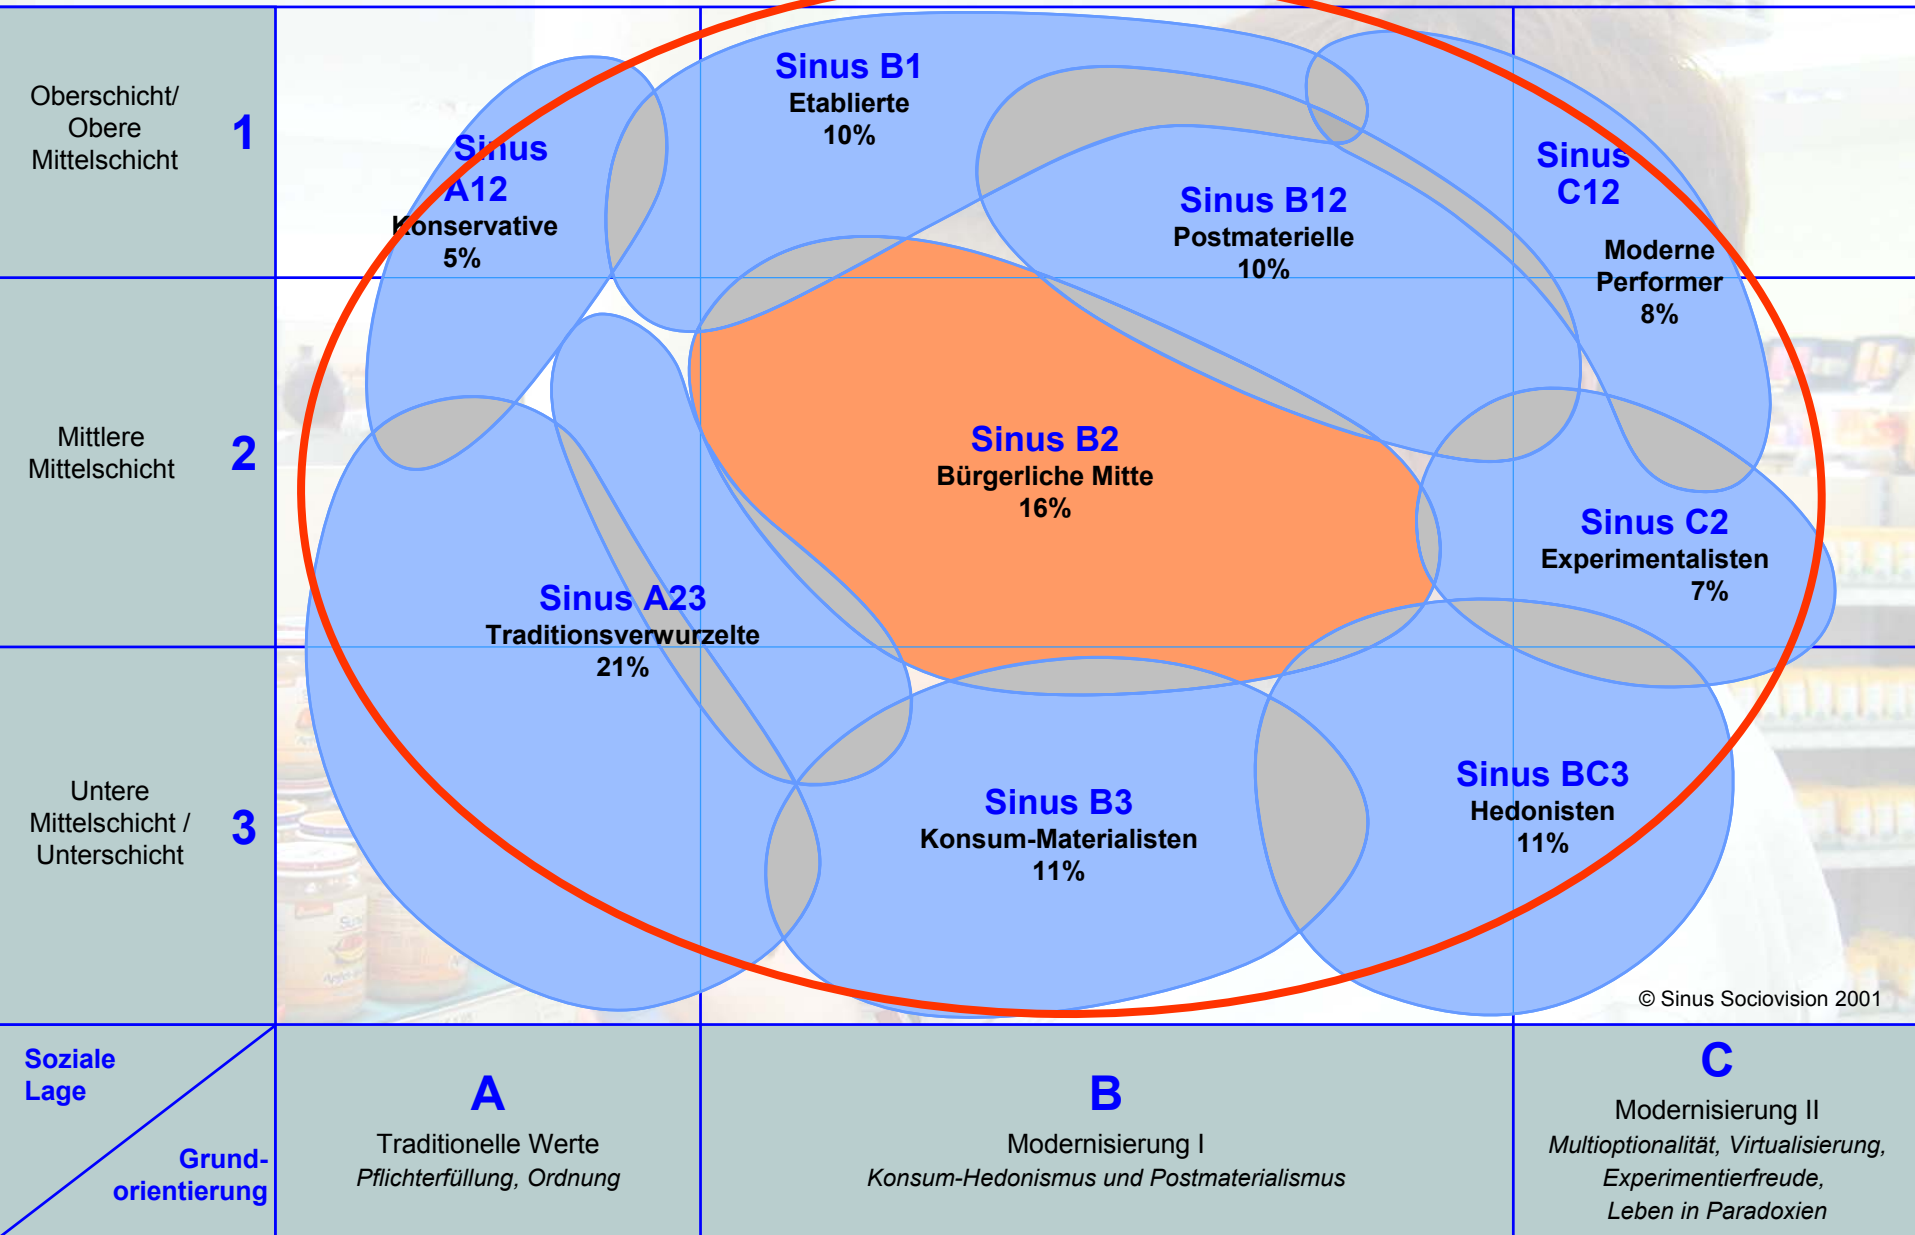 Oberschicht/
Obere
Mittelschicht
1
Sinus
A12
Konservative
5%
Sinus B1
Etablierte
10%
Sinus B12
Postmaterielle
10%
Sinus
C12
Moderne
Performer
8%
Mittlere
Mittelschicht
2
Sinus B2
Bürgerliche Mitte
16%
Sinus C2
Experimentalisten
7%
Sinus A23
Traditionsverwurzelte
21%
Untere
Mittelschicht /
Unterschicht
3
Sinus B3
Konsum-Materialisten
11%
Sinus BC3
Hedonisten
11%
© Sinus Sociovision 2001
Soziale
Lage
Grund-
orientierung
A
Traditionelle Werte
Pflichterfüllung, Ordnung
B
Modernisierung I
Konsum-Hedonismus und Postmaterialismus
C
Modernisierung II
Multioptionalität, Virtualisierung,
Experimentierfreude,
Leben in Paradoxien